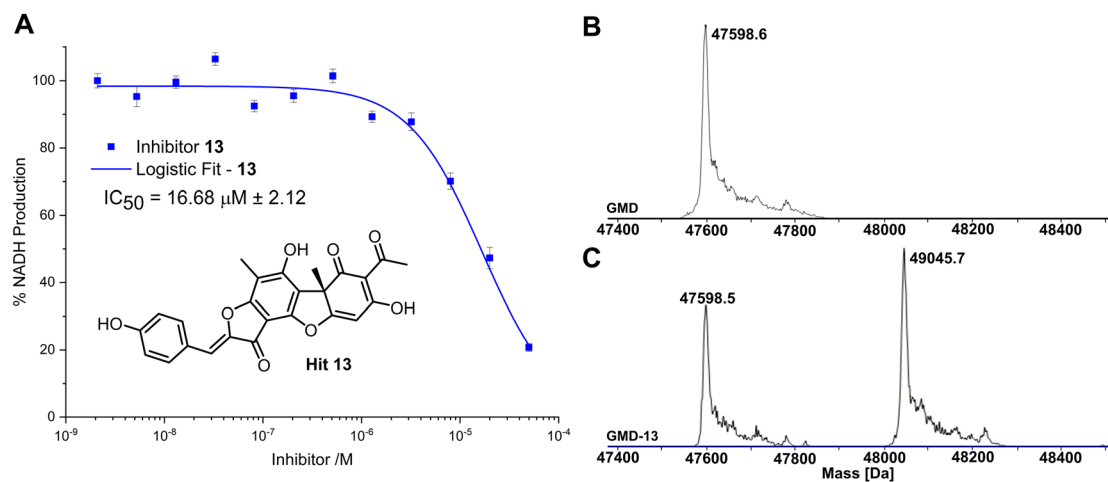 A
% NADH Production
100
80
60
40
20
0
Inhibitor 13
Logistic Fit - 13
IC50 = 16.68 μM ± 2.12
OH
O
O
O
OH
O
HO
O
Hit 13
10-9
10-8
10-7
10-6
10-5
10-4
Inhibitor /M
B
47598.6
GMD
47400
47600
47800
48000
48200
48400
C
49045.7
47598.5
GMD-13
47400
47600
47800
48000
48200
48400
Mass [Da]